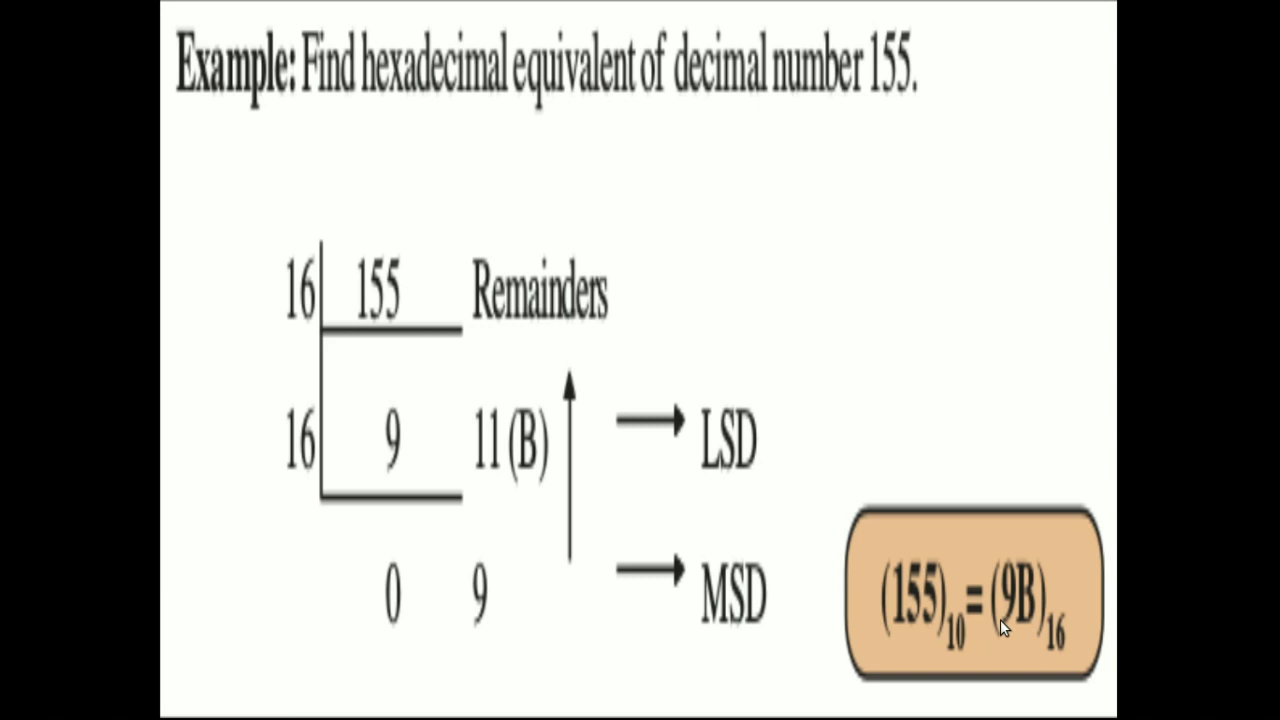 Example: Find hexadecimal equivalent of decimal number 155.
16 155 Remainders
16 9 11 (B) LSD
0 9 MSD
(155)10 = (9B)16